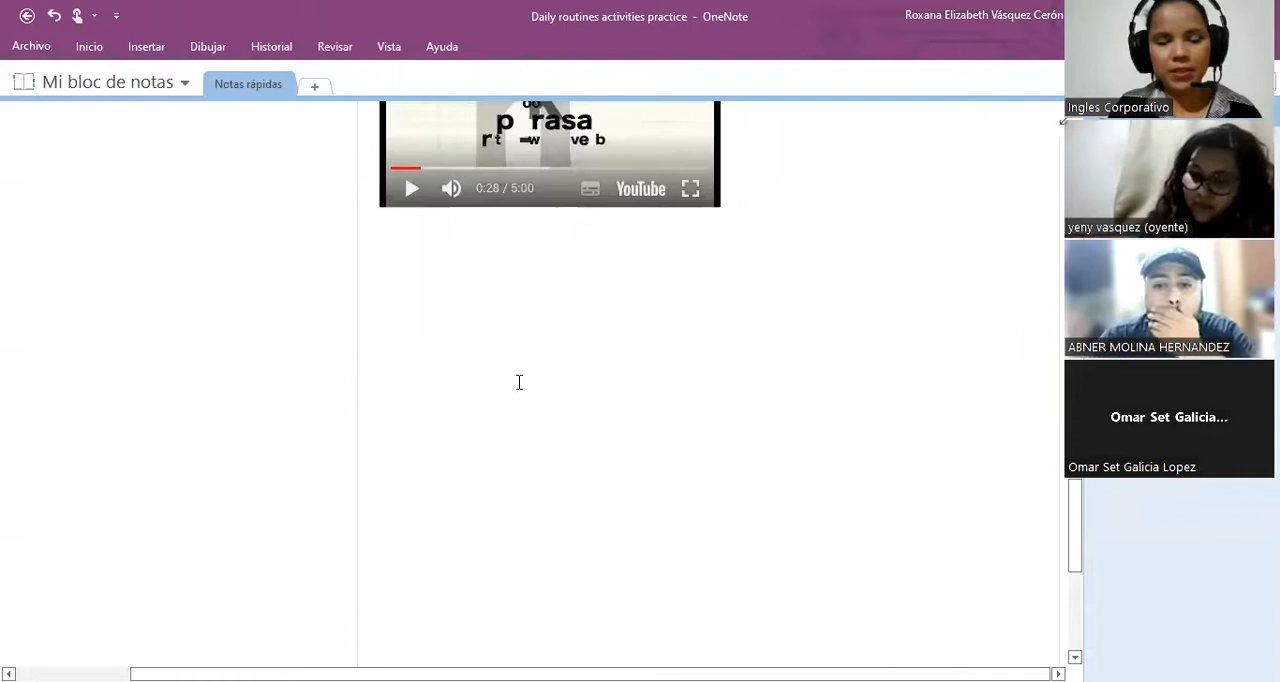 Daily routines activities practice - OneNote
Roxana Elizabeth Vásquez Cerón
Archivo Inicio Insertar Dibujar Historial Revisar Vista Ayuda
Mi bloc de notas
Notas rápidas
+
p rasa
0:28 / 5:00
YouTube
Ingles Corporativo
yeny vasquez (oyente)
ABNER MOLINA HERNANDEZ
Omar Set Galicia...
Omar Set Galicia Lopez